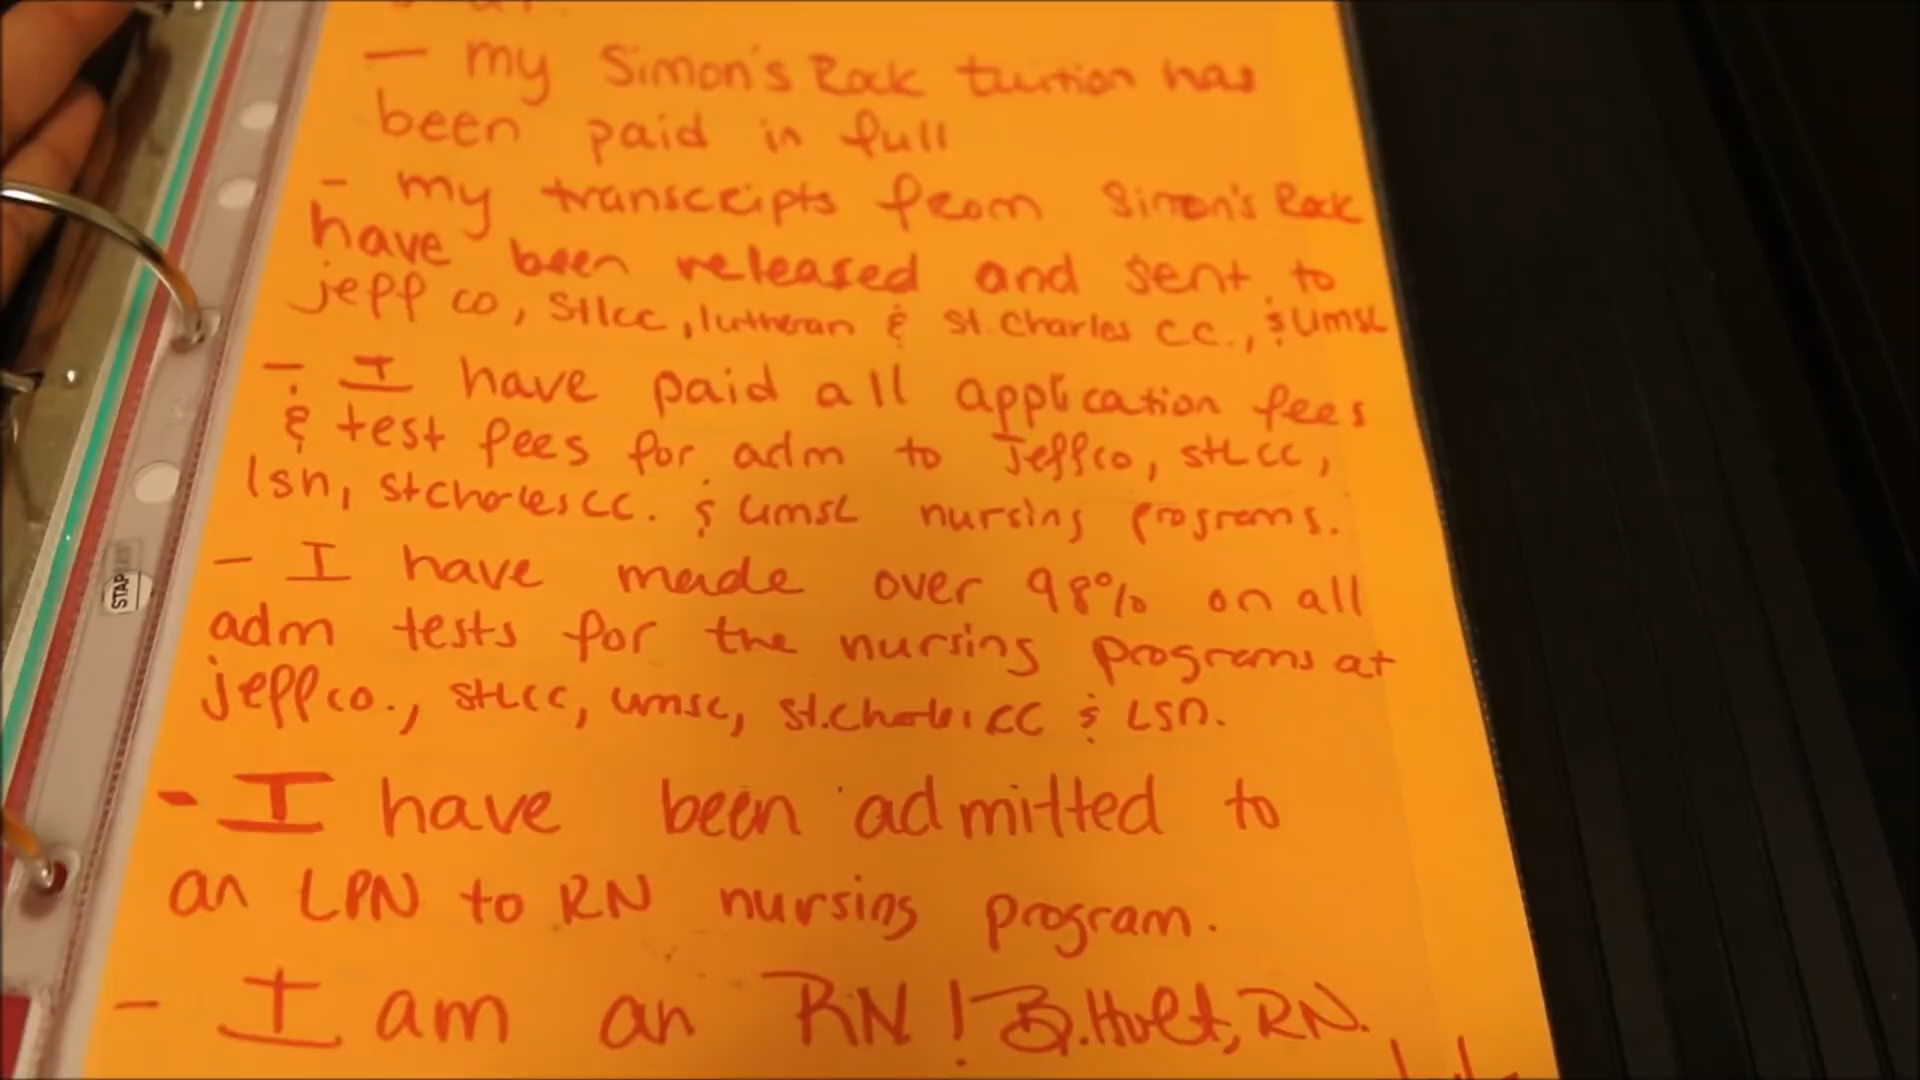 - my Simon's Rock tuition has
been paid in full
- my transcripts from Simon's Rock
have been released and sent to
jeff co, stlcc, lutheran & st. Charles CC., & UMSL
- I have paid all application fees
& test fees for adm to Jeffco, stLCC,
lsn, st Charles CC. & UMSL nursing programs.
- I have made over 98% on all
adm tests for the nursing programs at
jeffco., stLCC, umsc, st.Charles CC & LSN.
- I have been admitted to
an LPN to RN nursing program.
- I am an RN! B.Holt, RN.
STAP